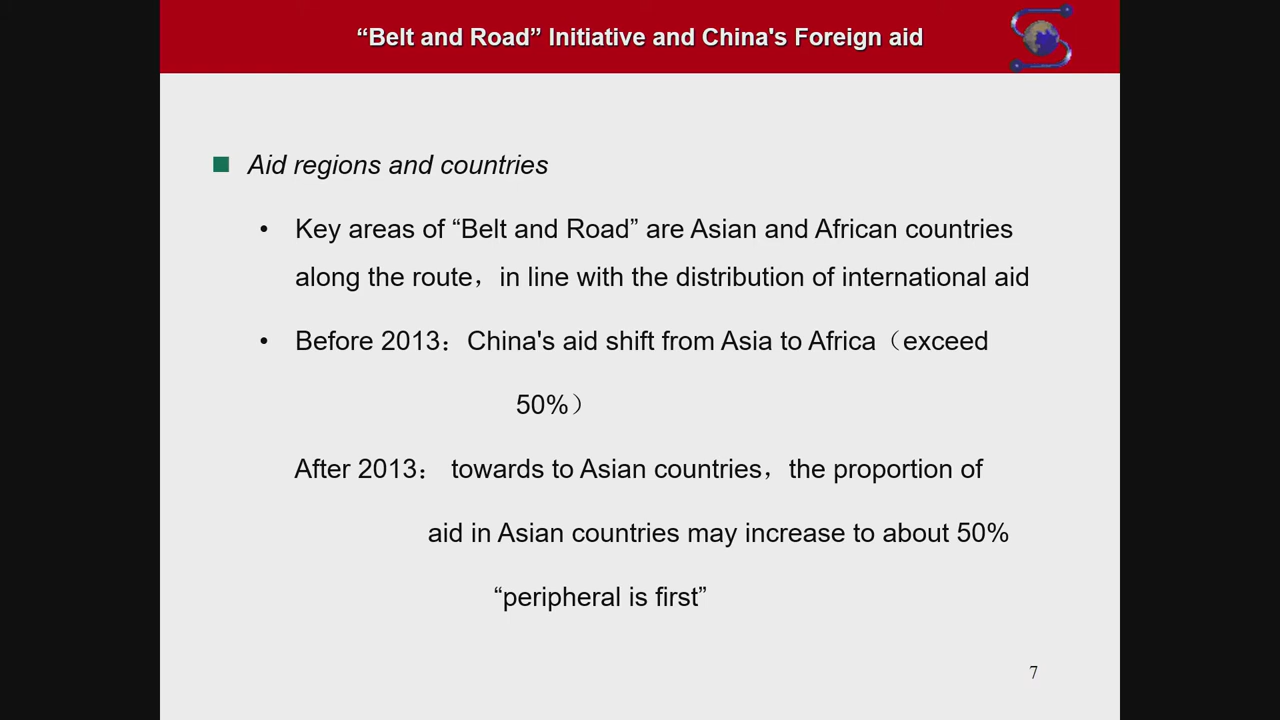 “Belt and Road” Initiative and China's Foreign aid
Aid regions and countries
• Key areas of “Belt and Road” are Asian and African countries
along the route，in line with the distribution of international aid
• Before 2013：China's aid shift from Asia to Africa（exceed
50%）
After 2013： towards to Asian countries，the proportion of
aid in Asian countries may increase to about 50%
“peripheral is first”
7